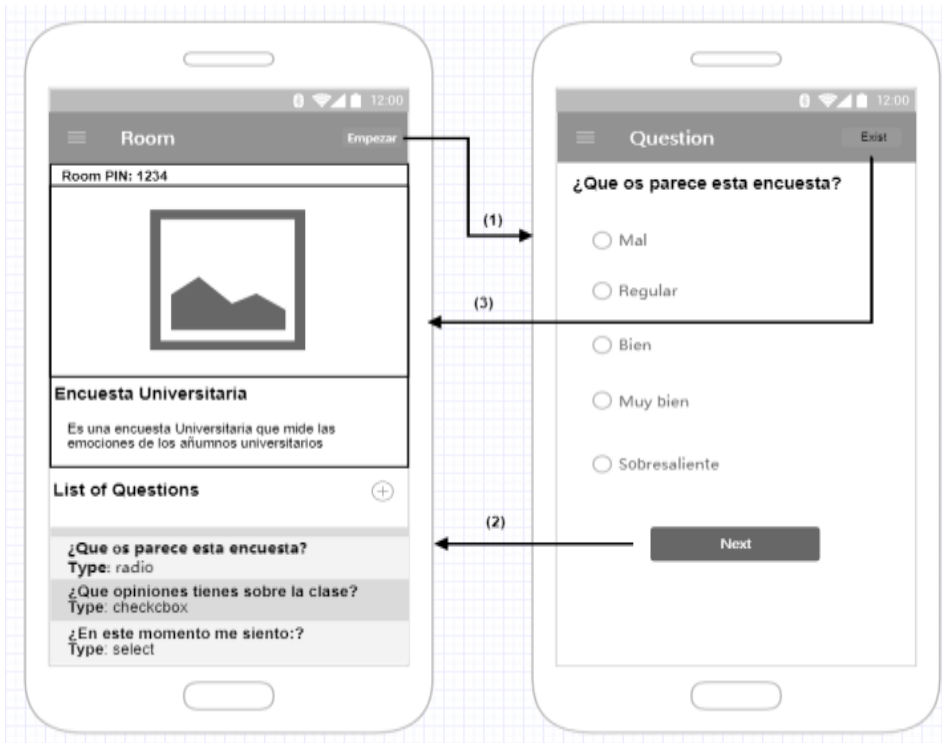 12:00
Room
Empezar
Room PIN: 1234
Encuesta Universitaria
Es una encuesta Universitaria que mide las
emociones de los añumnos universitarios
List of Questions
¿Que os parece esta encuesta?
Type: radio
¿Que opiniones tienes sobre la clase?
Type: checkcbox
¿En este momento me siento:?
Type: select
(1)
(3)
(2)
12:00
Question
Exist
¿Que os parece esta encuesta?
Mal
Regular
Bien
Muy bien
Sobresaliente
Next